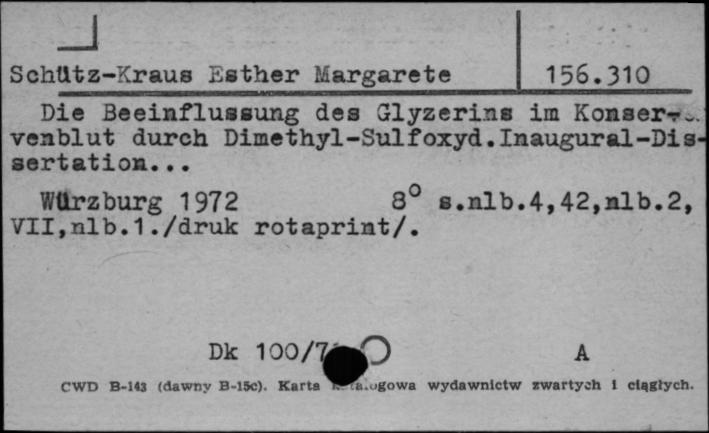 Schütz-Kraus Esther Margarete 156.310
Die Beeinflussung des Glyzerins im Konser-
venblut durch Dimethyl-Sulfoxyd.Inaugural-Dis-
sertation...
Würzburg 1972 8° s.nlb.4,42,nlb.2,
VII,nlb.1./druk rotaprint/.
Dk 100/7 A
CWD B-143 (dawny B-15c). Karta katalogowa wydawnictw zwartych i ciągłych.